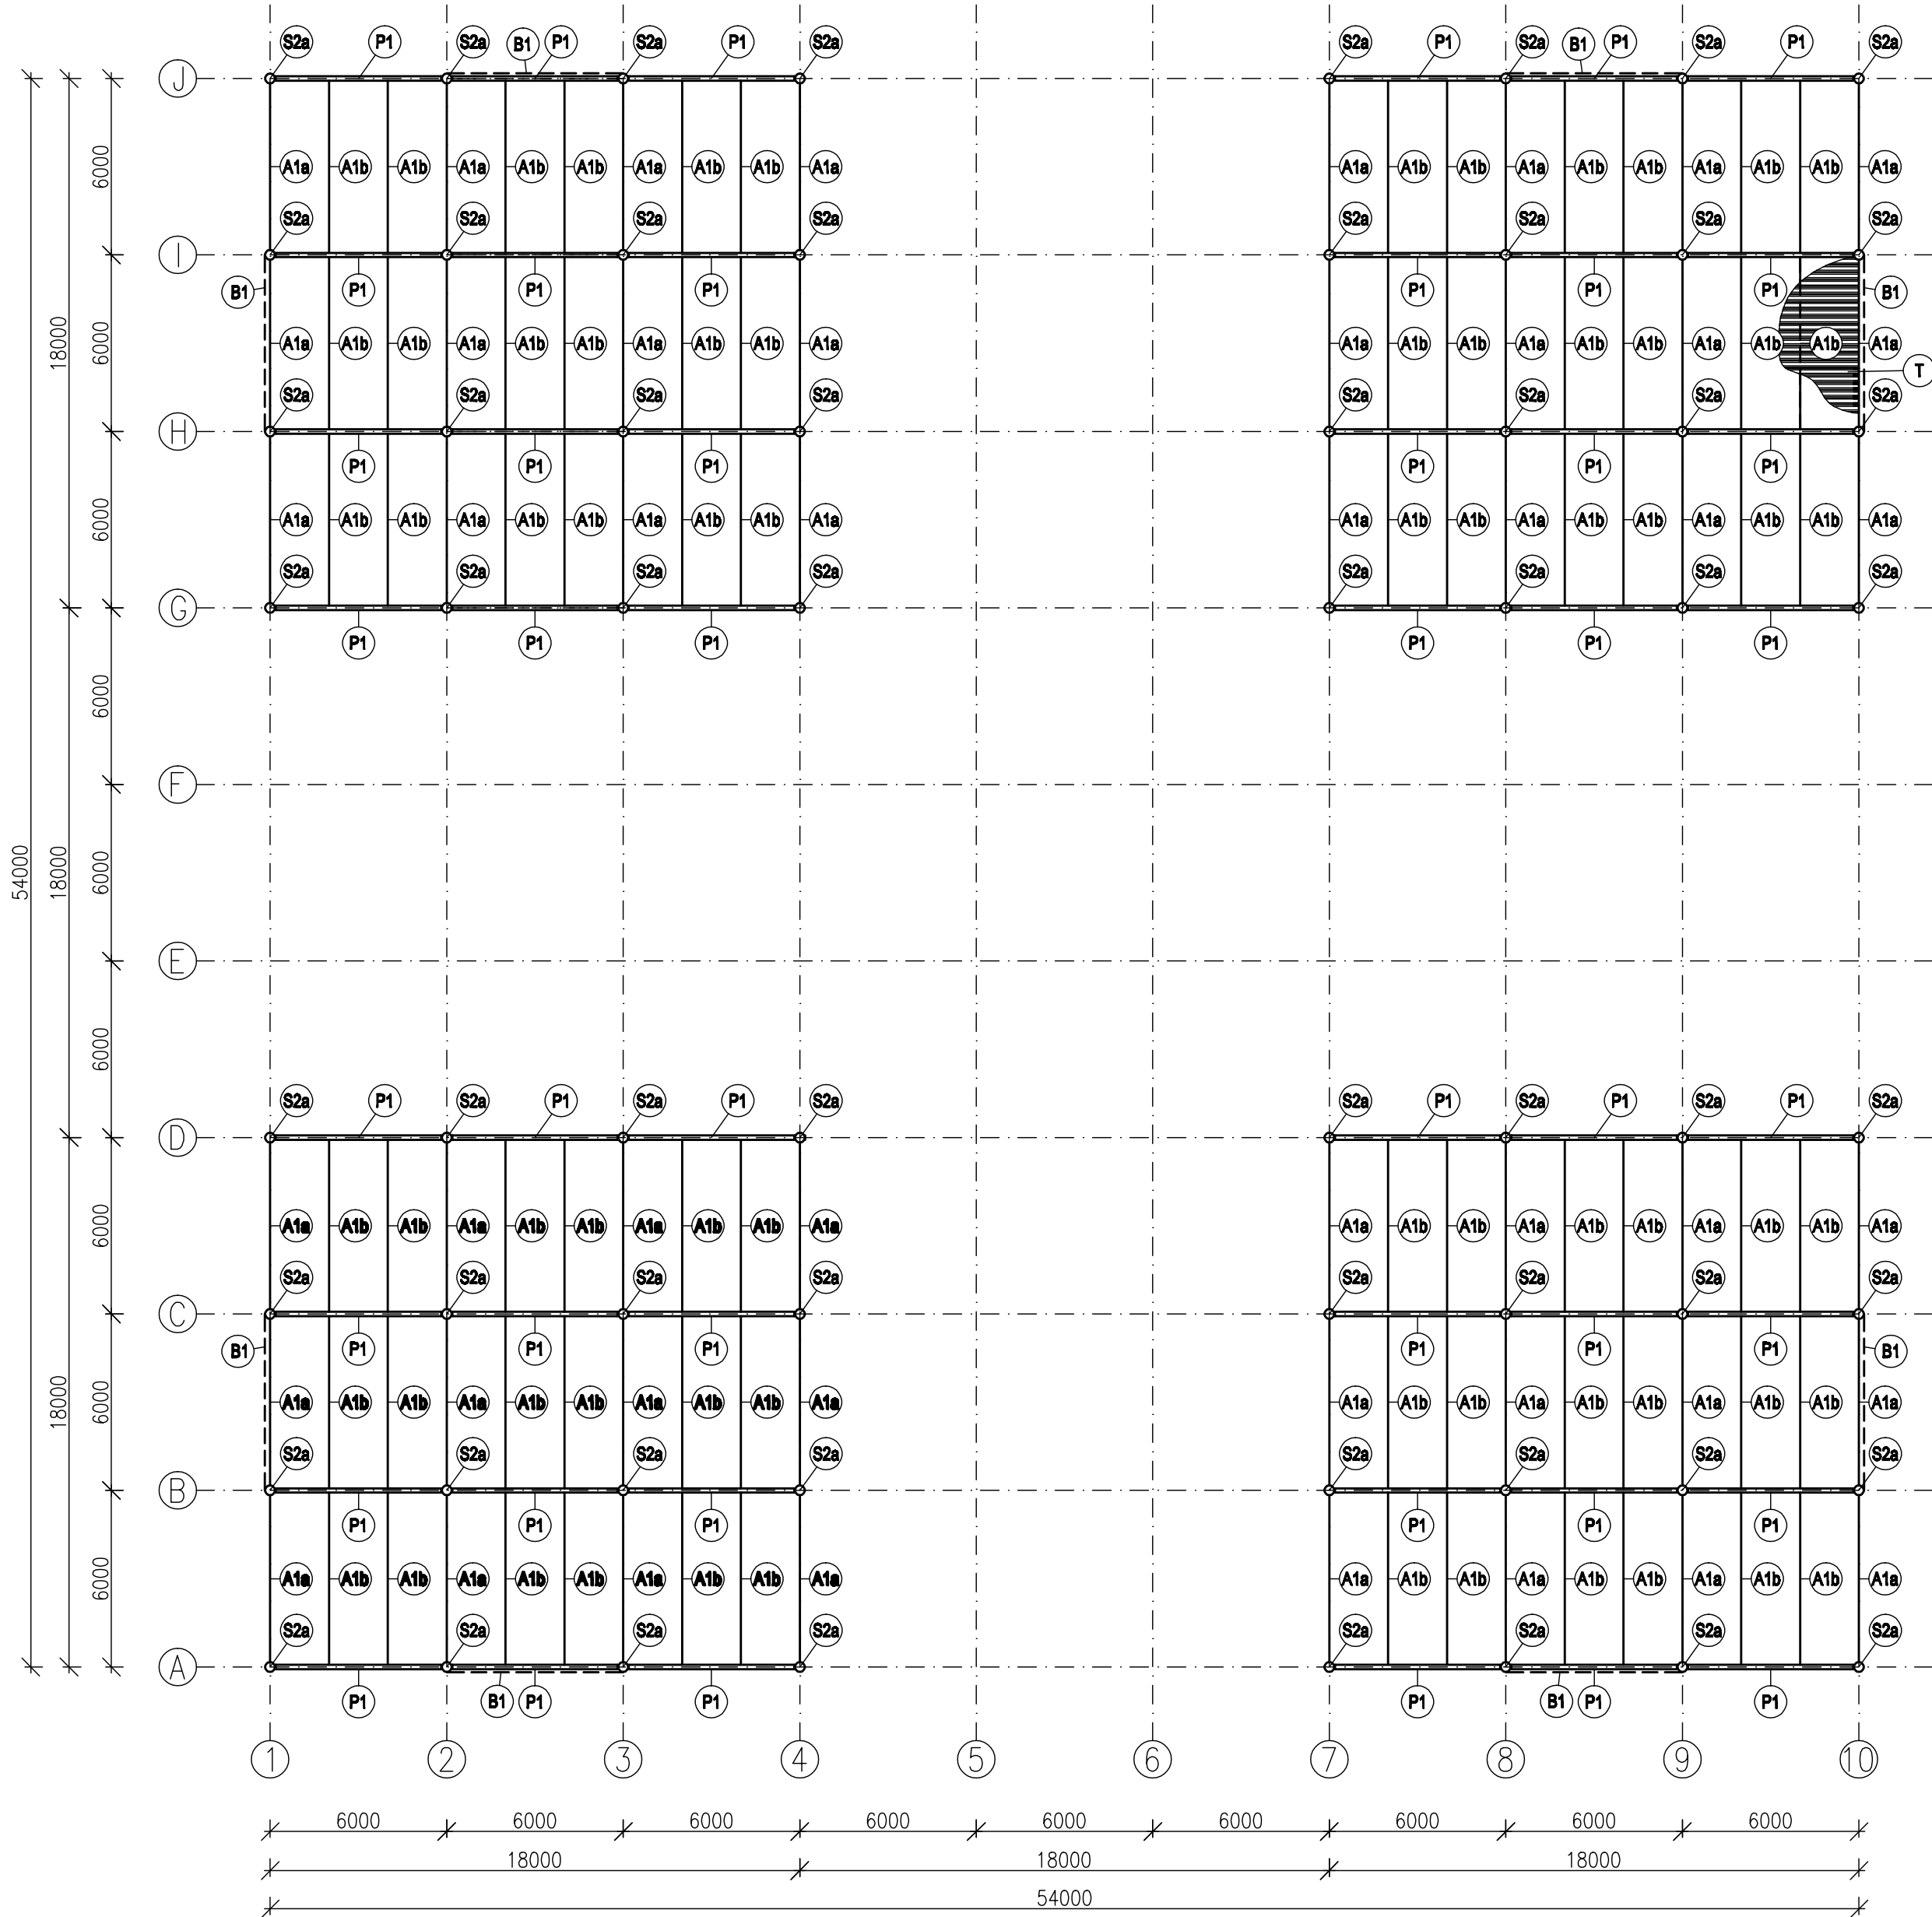 S2a P1 S2a B1 P1 S2a P1 S2a S2a P1 S2a B1 P1 S2a P1 S2a
J
6000
A1a A1b A1b A1a A1b A1b A1a A1b A1b A1a A1a A1b A1b A1a A1b A1b A1a A1b A1b A1a
S2a S2a S2a S2a S2a S2a S2a S2a
I
B1 P1 P1 P1 P1 P1 P1 B1
18000 6000
A1a A1b A1b A1a A1b A1b A1a A1b A1b A1a A1a A1b A1b A1a A1b A1b A1a A1b A1b A1a
T
S2a S2a S2a S2a S2a S2a S2a S2a
H
P1 P1 P1 P1 P1 P1
6000
A1a A1b A1b A1a A1b A1b A1a A1b A1b A1a A1a A1b A1b A1a A1b A1b A1a A1b A1b A1a
S2a S2a S2a S2a S2a S2a S2a S2a
G
P1 P1 P1 P1 P1 P1
6000
F
54000 18000 6000
E
6000
S2a P1 S2a P1 S2a P1 S2a S2a P1 S2a P1 S2a P1 S2a
D
6000
A1a A1b A1b A1a A1b A1b A1a A1b A1b A1a A1a A1b A1b A1a A1b A1b A1a A1b A1b A1a
S2a S2a S2a S2a S2a S2a S2a S2a
C
B1 P1 P1 P1 P1 P1 P1 B1
18000 6000
A1a A1b A1b A1a A1b A1b A1a A1b A1b A1a A1a A1b A1b A1a A1b A1b A1a A1b A1b A1a
S2a S2a S2a S2a S2a S2a S2a S2a
B
P1 P1 P1 P1 P1 P1
6000
A1a A1b A1b A1a A1b A1b A1a A1b A1b A1a A1a A1b A1b A1a A1b A1b A1a A1b A1b A1a
S2a S2a S2a S2a S2a S2a S2a S2a
A
P1 B1 P1 P1 P1 B1 P1 P1
1 2 3 4 5 6 7 8 9 10
6000 6000 6000 6000 6000 6000 6000 6000 6000
18000 18000 18000
54000